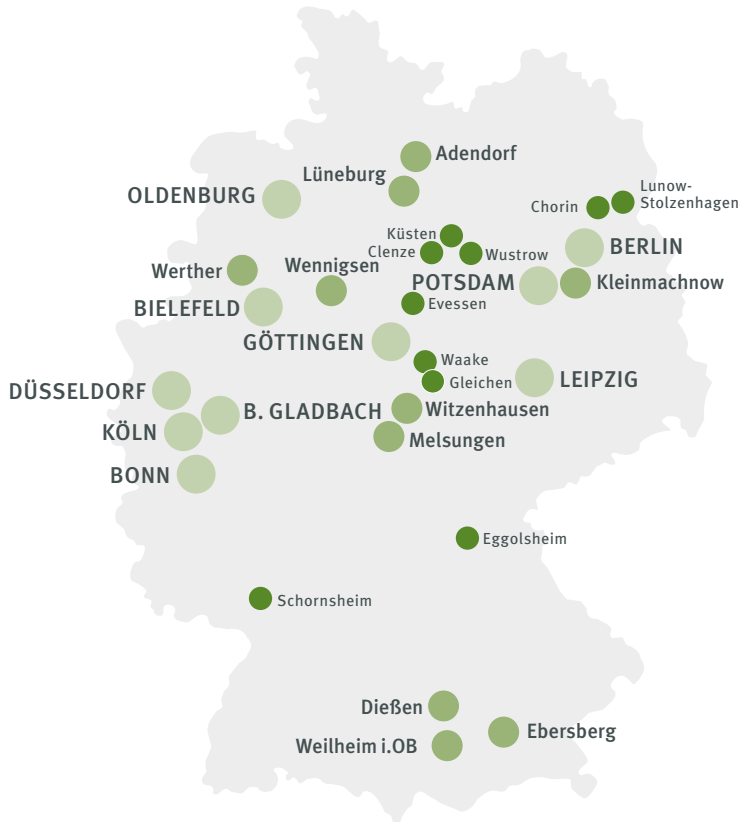 Adendorf
Lüneburg
OLDENBURG
Lunow-
Stolzenhagen
Chorin
Küsten
Clenze
Wustrow
BERLIN
Werther
Wennigsen
POTSDAM
Kleinmachnow
BIELEFELD
Evessen
GÖTTINGEN
Waake
Gleichen
LEIPZIG
DÜSSELDORF
B. GLADBACH
Witzenhausen
KÖLN
Melsungen
BONN
Eggolsheim
Schornsheim
Dießen
Ebersberg
Weilheim i.OB